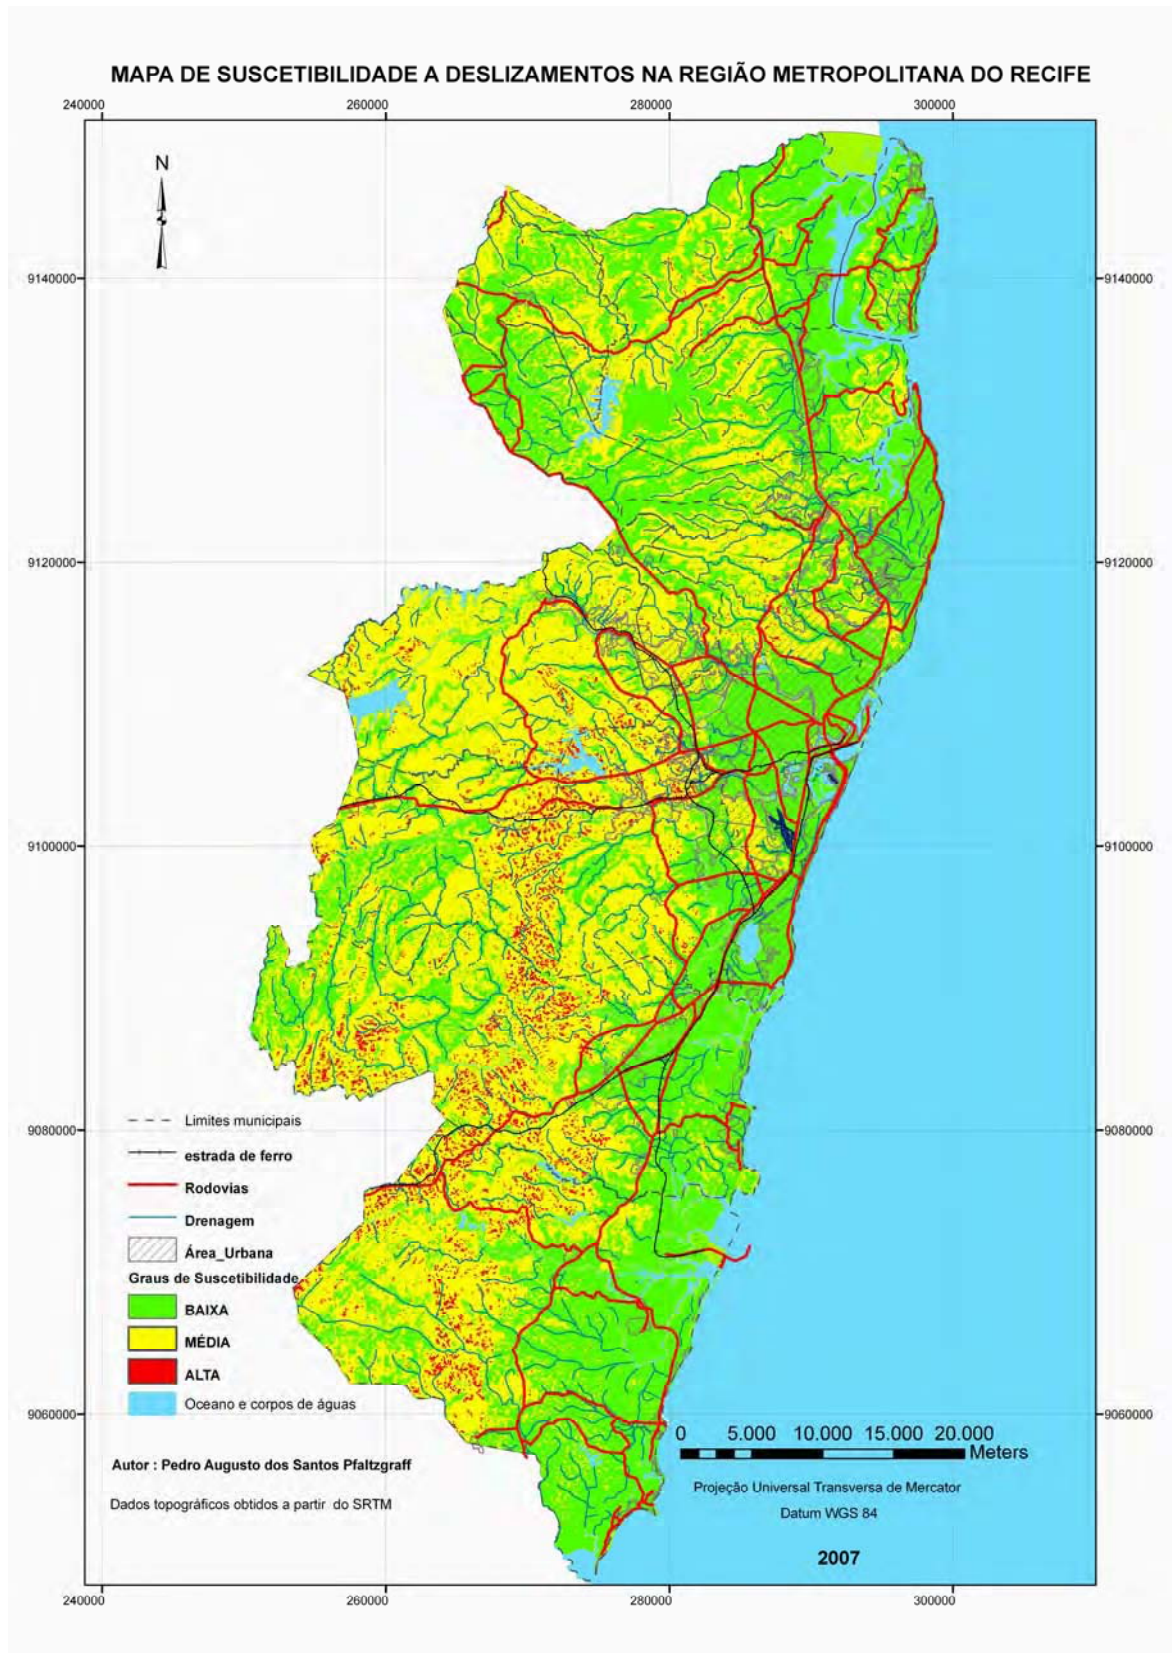 MAPA DE SUSCETIBILIDADE A DESLIZAMENTOS NA REGIÃO METROPOLITANA DO RECIFE
240000 260000 280000 300000
N
9140000 9140000
9120000 9120000
9100000 9100000
9080000 9080000
9060000 9060000
Limites municipais
estrada de ferro
Rodovias
Drenagem
Área_Urbana
Graus de Suscetibilidade
BAIXA
MÉDIA
ALTA
Oceano e corpos de águas
Autor : Pedro Augusto dos Santos Pfaltzgraff
Dados topográficos obtidos a partir do SRTM
0 5.000 10.000 15.000 20.000
Meters
Projeção Universal Transversa de Mercator
Datum WGS 84
2007
240000 260000 280000 300000